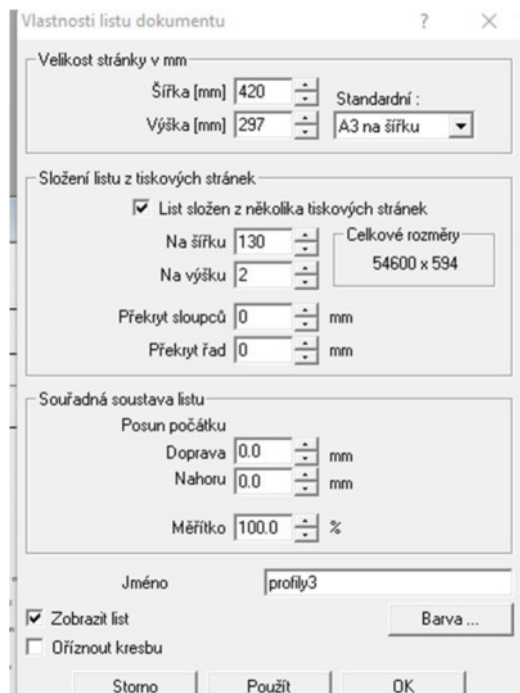 Vlastnosti listu dokumentu ? ×
Velikost stránky v mm
Šířka [mm] 420
Standardní :
Výška [mm] 297
A3 na šířku
Složení listu z tiskových stránek
List složen z několika tiskových stránek
Na šířku 130
Celkové rozměry
54600 x 594
Na výšku 2
Překryt sloupců 0 mm
Překryt řad 0 mm
Souřadná soustava listu
Posun počátku
Doprava 0.0 mm
Nahoru 0.0 mm
Měřítko 100.0 %
Jméno profily3
Zobrazit list
Barva ...
Oříznout kresbu
Storno Použít OK